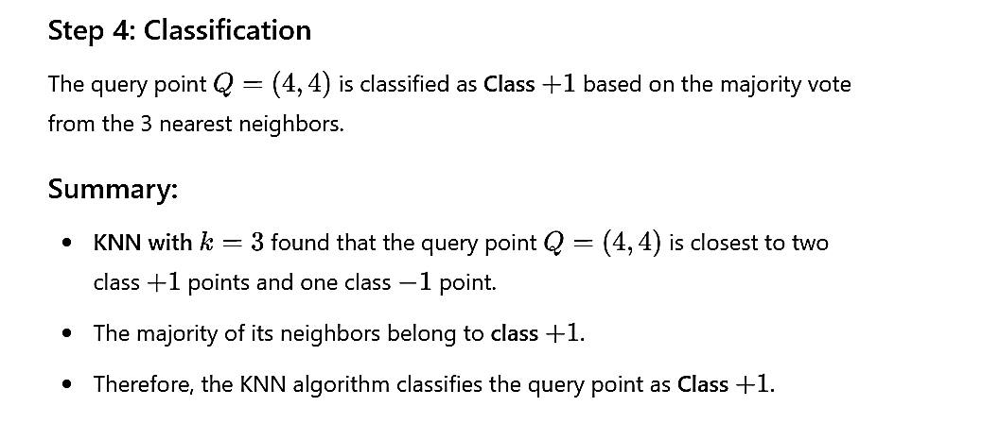 Step 4: Classification
The query point Q = (4, 4) is classified as Class +1 based on the majority vote
from the 3 nearest neighbors.
Summary:
• KNN with k = 3 found that the query point Q = (4, 4) is closest to two
class +1 points and one class −1 point.
• The majority of its neighbors belong to class +1.
• Therefore, the KNN algorithm classifies the query point as Class +1.